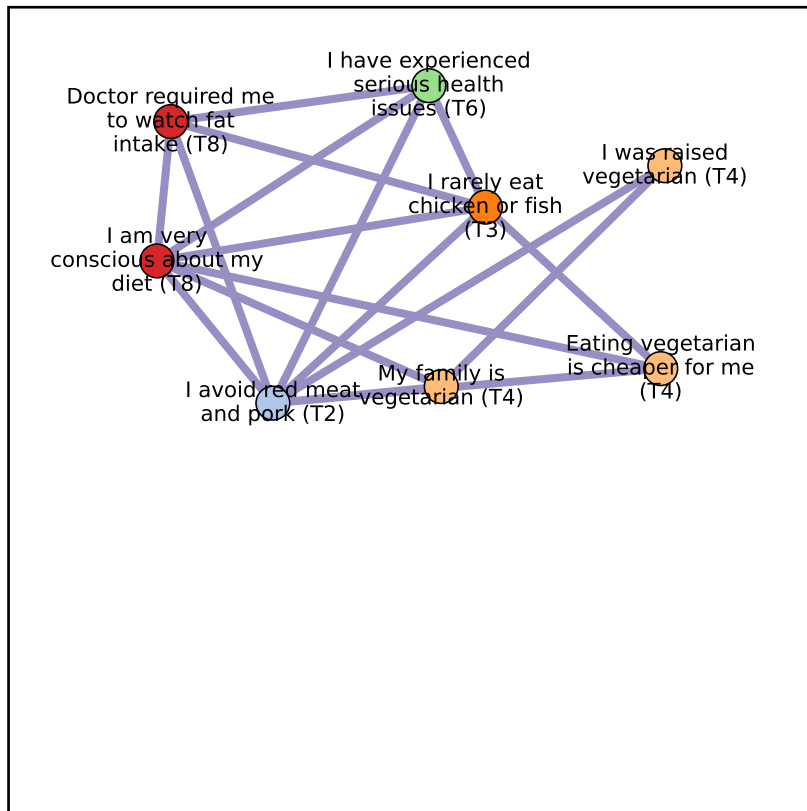 I have experienced
serious health
issues (T6)
Doctor required me
to watch fat
intake (T8)
I was raised
vegetarian (T4)
I rarely eat
chicken or fish
(T3)
I am very
conscious about my
diet (T8)
Eating vegetarian
is cheaper for me
(T4)
My family is
vegetarian (T4)
I avoid red meat
and pork (T2)